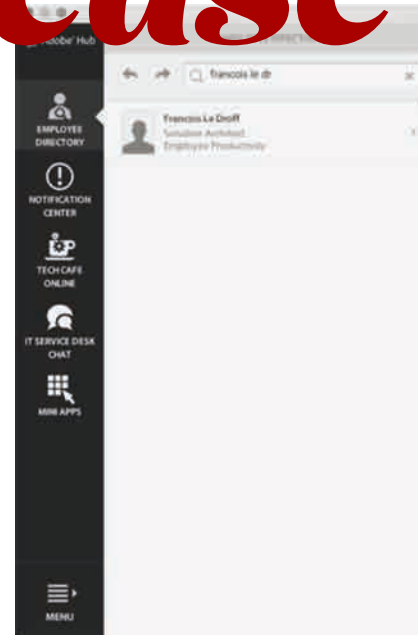 ease
Adobe® Hub
DIRECT
francois le dr
EMPLOYEE
DIRECTORY
Francois Le Droff
Solution Architect
Employee Productivity
NOTIFICATION
CENTER
TECH CAFE
ONLINE
IT SERVICE DESK
CHAT
MINI APPS
MENU